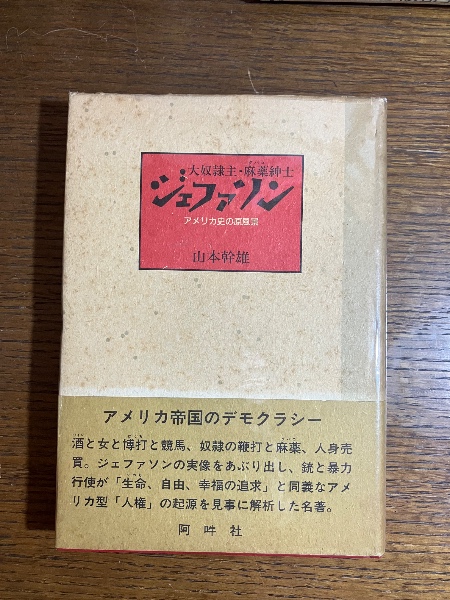 大奴隷主・麻薬紳士
ジェファソン
アメリカ史の原風景
山本幹雄
アメリカ帝国のデモクラシー
酒と女と博打と競馬、奴隷の鞭打と麻薬、人身売
買。ジェファソンの実像をあぶり出し、銃と暴力
行使が「生命、自由、幸福の追求」と同義なアメ
リカ型「人権」の起源を見事に解析した名著。
阿吽社